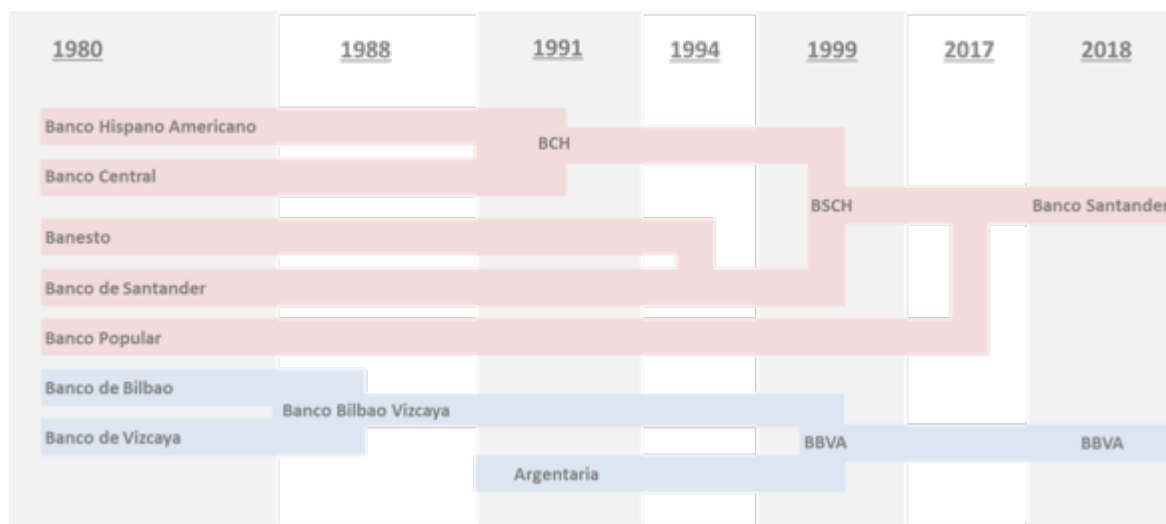 1980 1988 1991 1994 1999 2017 2018
Banco Hispano Americano
BCH
Banco Central
BSCH Banco Santander
Banesto
Banco de Santander
Banco Popular
Banco de Bilbao
Banco Bilbao Vizcaya
Banco de Vizcaya
BBVA BBVA
Argentaria